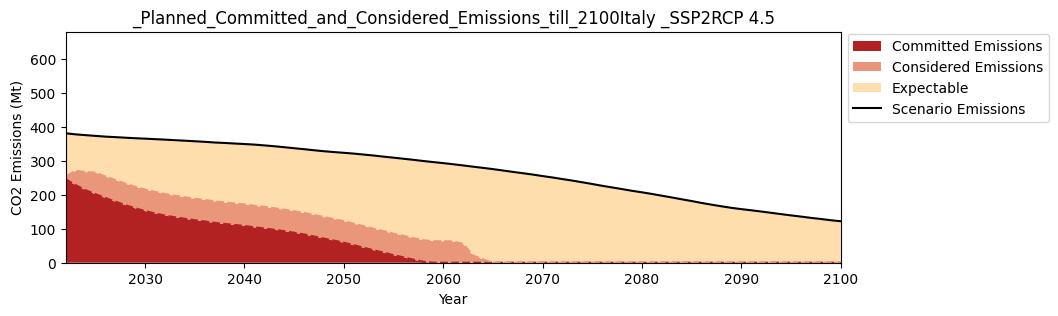 _Planned_Committed_and_Considered_Emissions_till_2100Italy _SSP2RCP 4.5
CO2 Emissions (Mt)
600
500
400
300
200
100
0
2030 2040 2050 2060 2070 2080 2090 2100
Year
Committed Emissions
Considered Emissions
Expectable
Scenario Emissions